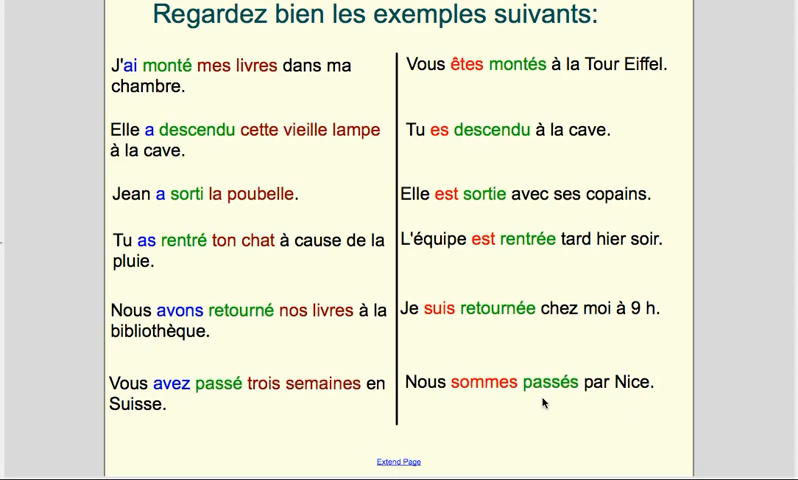 Regardez bien les exemples suivants:
J'ai monté mes livres dans ma
chambre.
Elle a descendu cette vieille lampe
à la cave.
Jean a sorti la poubelle.
Tu as rentré ton chat à cause de la
pluie.
Nous avons retourné nos livres à la
bibliothèque.
Vous avez passé trois semaines en
Suisse.
Vous êtes montés à la Tour Eiffel.
Tu es descendu à la cave.
Elle est sortie avec ses copains.
L'équipe est rentrée tard hier soir.
Je suis retournée chez moi à 9 h.
Nous sommes passés par Nice.
Extend Page